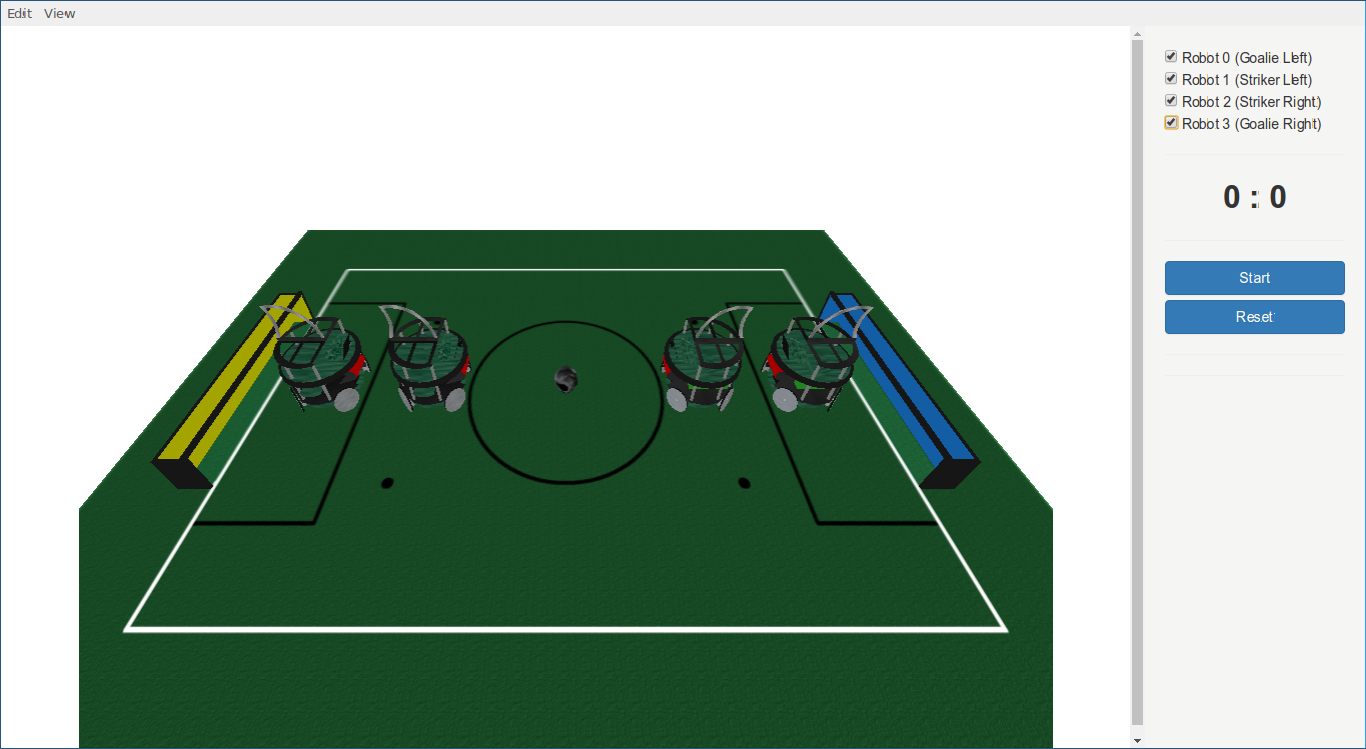 Edit View
Robot 0 (Goalie Left)
Robot 1 (Striker Left)
Robot 2 (Striker Right)
Robot 3 (Goalie Right)
0 : 0
Start
Reset